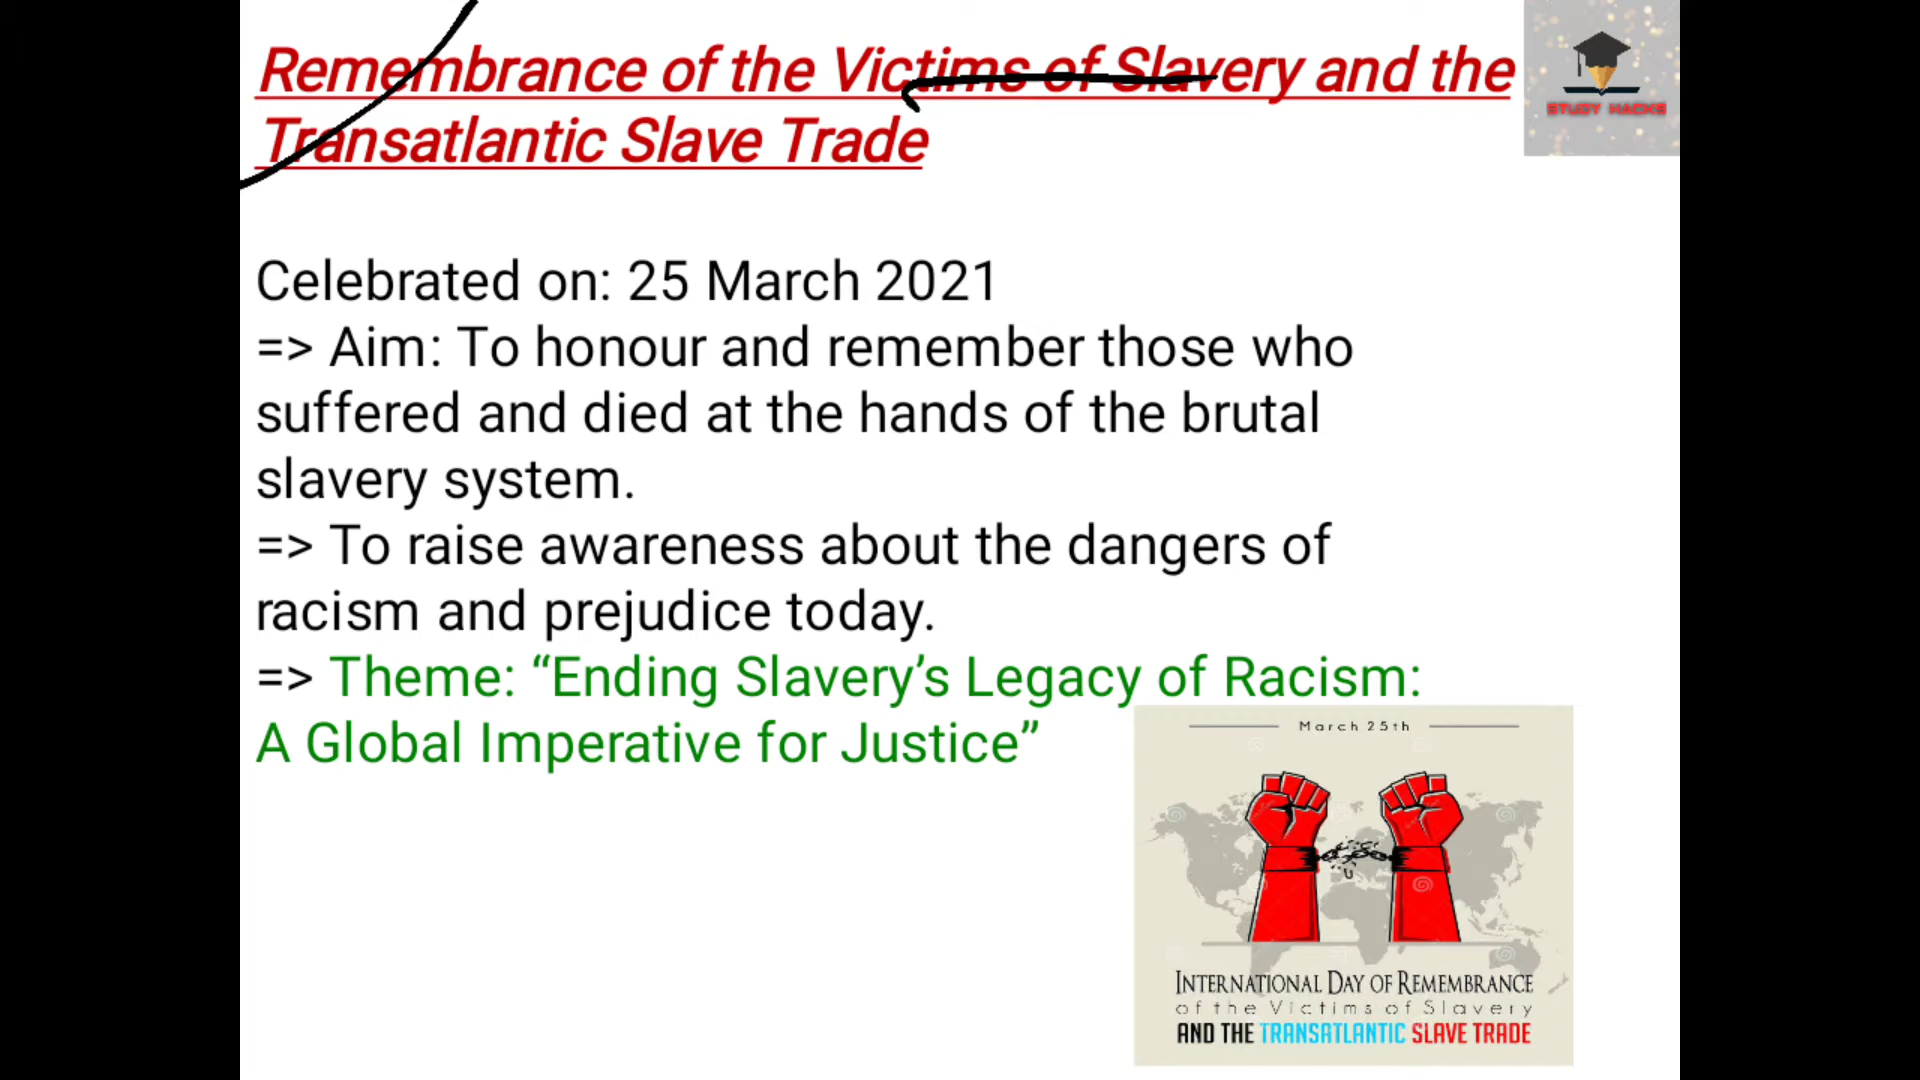 Remembrance of the Victims of Slavery and the
Transatlantic Slave Trade
STUDY HACKS
Celebrated on: 25 March 2021
=> Aim: To honour and remember those who
suffered and died at the hands of the brutal
slavery system.
=> To raise awareness about the dangers of
racism and prejudice today.
=> Theme: “Ending Slavery’s Legacy of Racism:
A Global Imperative for Justice”
March 25th
INTERNATIONAL DAY OF REMEMBRANCE
of the Victims of Slavery
AND THE TRANSATLANTIC SLAVE TRADE